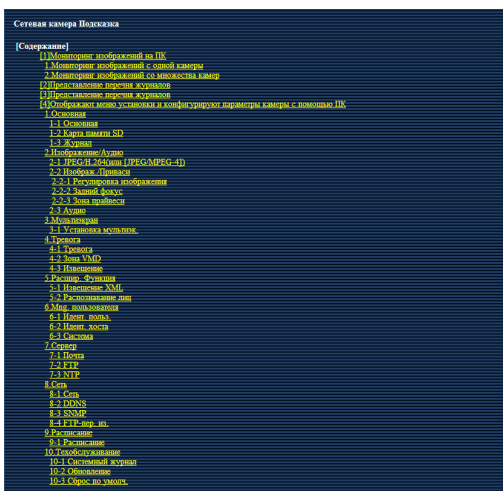 Сетевая камера Подсказка
[Содержание]
[1]Мониторинг изображений на ПК
1.Мониторинг изображений с одной камеры
2.Мониторинг изображений со множества камер
[2]Представление перечня журналов
[3]Представление перечня журналов
[4]Отображают меню установки и конфигурируют параметры камеры с помощью ПК
1.Основная
1-1 Основная
1-2 Карта памяти SD
1-3 Журнал
2.Изображение/Аудио
2-1 JPEG/H.264(или [JPEG/MPEG-4])
2-2 Изображ./Приваси
2-2-1 Регулировка изображения
2-2-2 Задний фокус
2-2-3 Зона прайвеси
2-3 Аудио
3.Мультиэкран
3-1 Установка мультиэк.
4.Тревога
4-1 Тревога
4-2 Зона VMD
4-3 Извещение
5.Расшир. Функция
5-1 Извещение XML
5-2 Распознавание лиц
6.Mng. пользователя
6-1 Идент. польз.
6-2 Идент. хоста
6-3 Система
7.Сервер
7-1 Почта
7-2 FTP
7-3 NTP
8.Сеть
8-1 Сеть
8-2 DDNS
8-3 SNMP
8-4 FTP-пер. из.
9.Расписание
9-1 Расписание
10.Техобслуживание
10-1 Системный журнал
10-2 Обновление
10-3 Сброс по умолч.